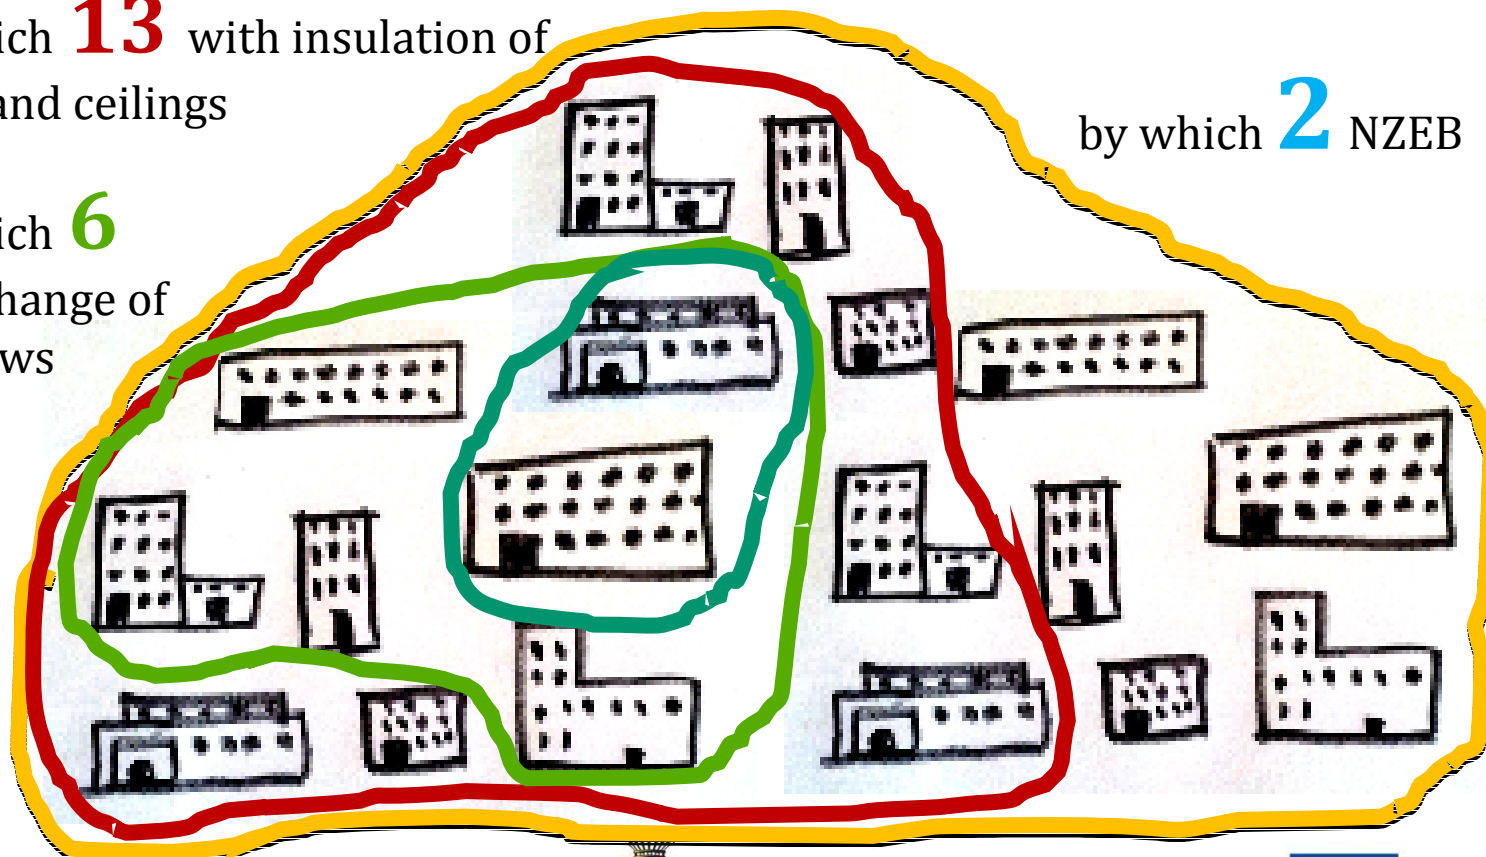 ich 13 with insulation of
and ceilings
by which 2 NZEB
ich 6
hange of
ws